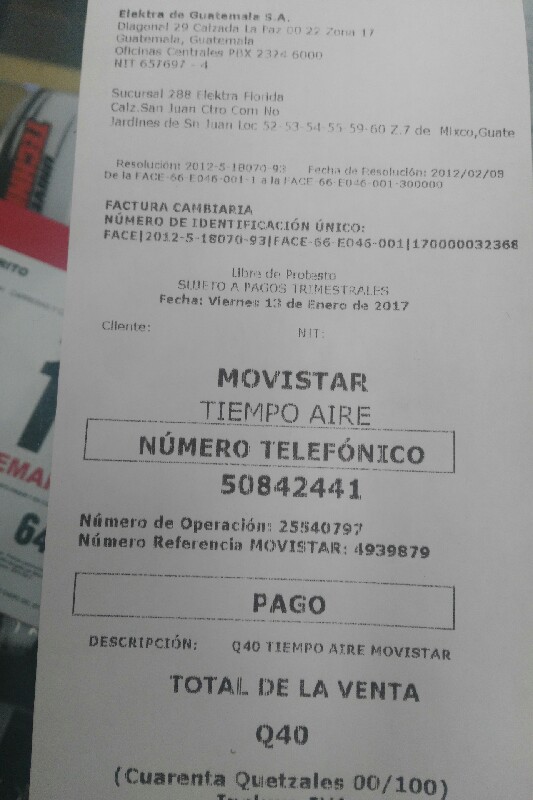 Elektra de Guatemala S.A.
Diagonal 29 Calzada La Paz 00 22 Zona 17
Guatemala, Guatemala
Oficinas Centrales PBX 2324 6000
NIT 657697 - 4
Sucursal 288 Elektra Florida
Calz.San Juan Ctro Com No
Jardines de Sn Juan Loc 52-53-54-55-59-60 Z.7 de Mixco,Guate
Resolución: 2012-5-18070-93 Fecha de Resolución: 2012/02/09
De la FACE-66-E046-001-1 a la FACE-66-E046-001-300000
FACTURA CAMBIARIA
NÚMERO DE IDENTIFICACIÓN ÚNICO:
FACE|2012-5-18070-93|FACE-66-E046-001|170000032368
Libre de Protesto
SUJETO A PAGOS TRIMESTRALES
Fecha: Viernes 13 de Enero de 2017
Cliente: NIT:
MOVISTAR
TIEMPO AIRE
NÚMERO TELEFÓNICO
50842441
Número de Operación: 25540797
Número Referencia MOVISTAR: 4939879
PAGO
DESCRIPCIÓN: Q40 TIEMPO AIRE MOVISTAR
TOTAL DE LA VENTA
Q40
(Cuarenta Quetzales 00/100)